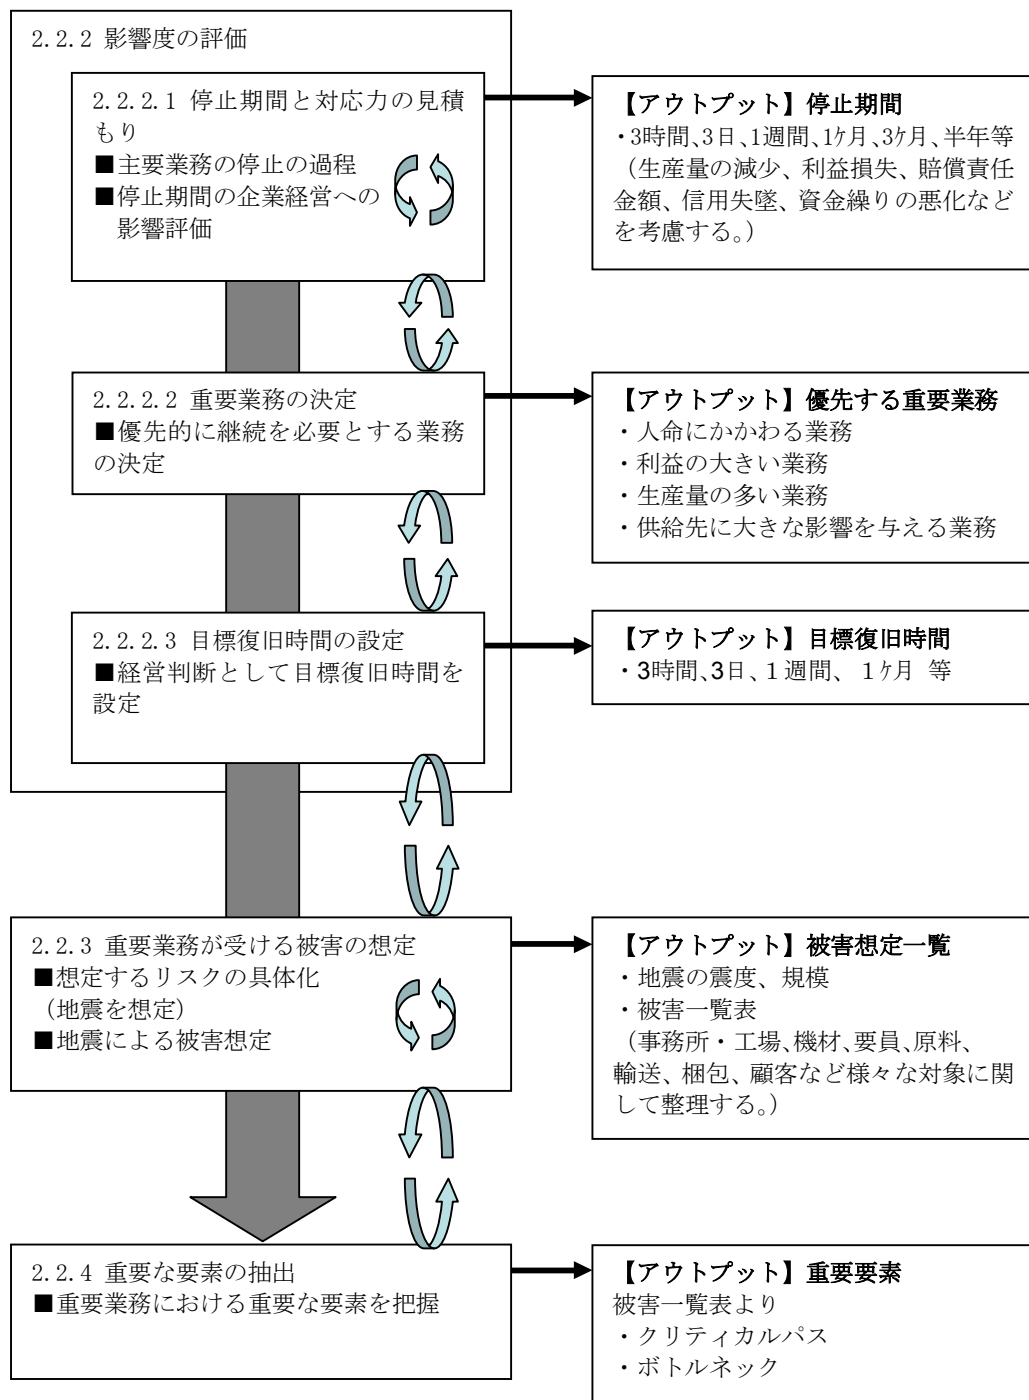 2.2.2 影響度の評価
2.2.2.1 停止期間と対応力の見積
もり
■主要業務の停止の過程
■停止期間の企業経営への
影響評価
【アウトプット】停止期間
・3時間、3日、1週間、1ケ月、3ケ月、半年等
（生産量の減少、利益損失、賠償責任
金額、信用失墜、資金繰りの悪化など
を考慮する。）
2.2.2.2 重要業務の決定
■優先的に継続を必要とする業務
の決定
【アウトプット】優先する重要業務
・人命にかかわる業務
・利益の大きい業務
・生産量の多い業務
・供給先に大きな影響を与える業務
2.2.2.3 目標復旧時間の設定
■経営判断として目標復旧時間を
設定
【アウトプット】目標復旧時間
・3時間、3日、１週間、 １ケ月 等
2.2.3 重要業務が受ける被害の想定
■想定するリスクの具体化
（地震を想定）
■地震による被害想定
【アウトプット】被害想定一覧
・地震の震度、規模
・被害一覧表
（事務所・工場、機材、要員、原料、
輸送、梱包、顧客など様々な対象に関
して整理する。）
2.2.4 重要な要素の抽出
■重要業務における重要な要素を把握
【アウトプット】重要要素
被害一覧表より
・クリティカルパス
・ボトルネック